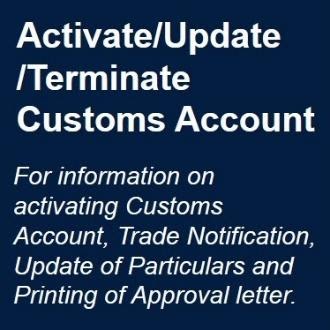 Activate/Update
/Terminate
Customs Account
For information on
activating Customs
Account, Trade Notification,
Update of Particulars and
Printing of Approval letter.